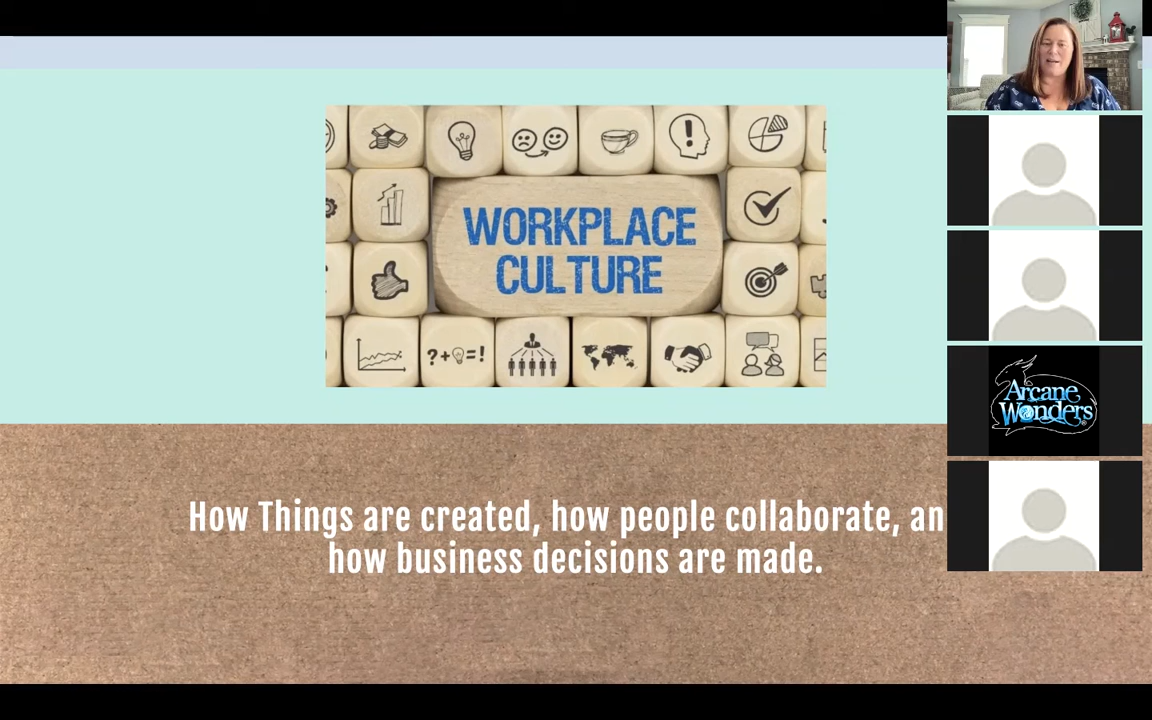 WORKPLACE
CULTURE
?+ =!
How Things are created, how people collaborate, an
how business decisions are made.
Arcane
Wonders®